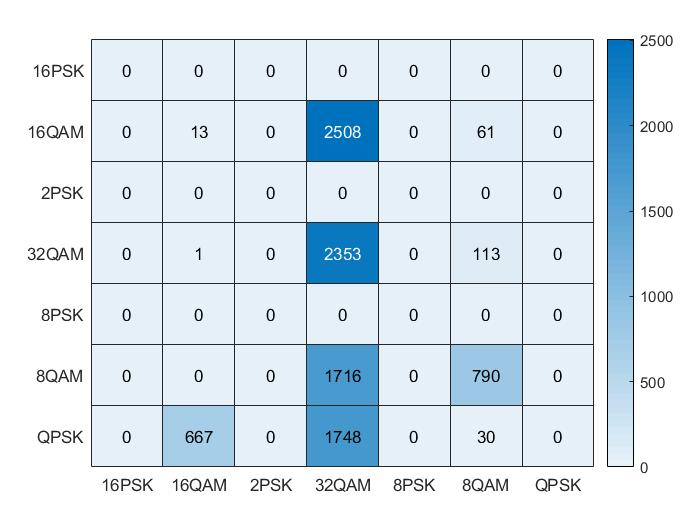 16PSK 0 0 0 0 0 0 0
16QAM 0 13 0 2508 0 61 0
2PSK 0 0 0 0 0 0 0
32QAM 0 1 0 2353 0 113 0
8PSK 0 0 0 0 0 0 0
8QAM 0 0 0 1716 0 790 0
QPSK 0 667 0 1748 0 30 0
16PSK 16QAM 2PSK 32QAM 8PSK 8QAM QPSK
2500
2000
1500
1000
500
0